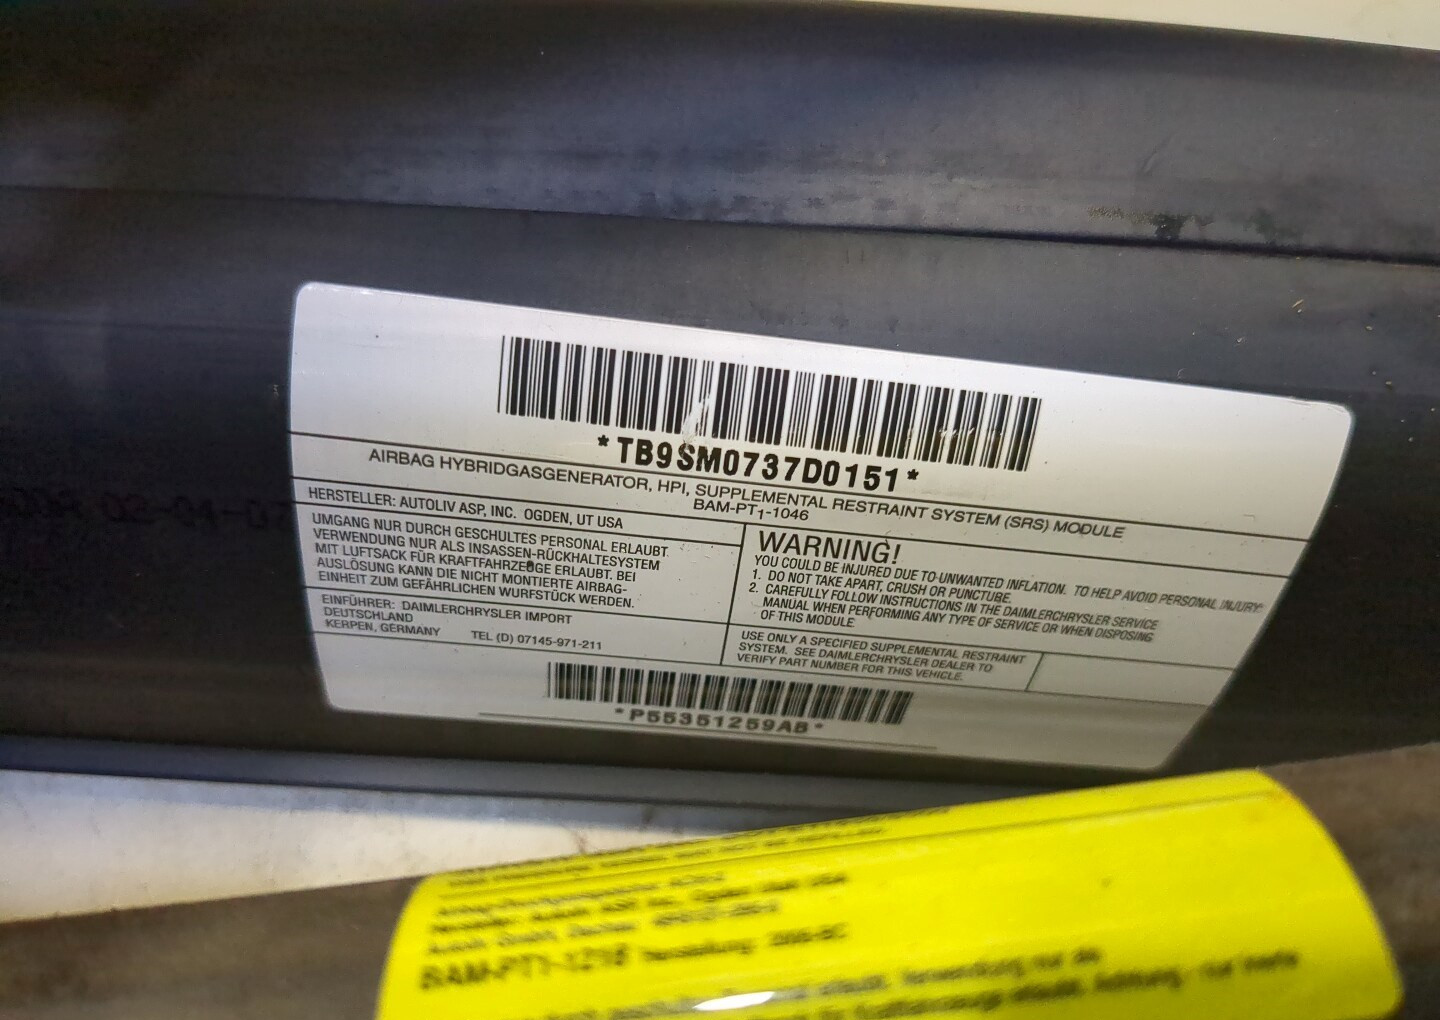 *TB9SM0737D0151*
AIRBAG HYBRIDGASGENERATOR, HPI, SUPPLEMENTAL RESTRAINT SYSTEM (SRS) MODULE
BAM-PT1-1046
HERSTELLER: AUTOLIV ASP, INC. OGDEN, UT USA
UMGANG NUR DURCH GESCHULTES PERSONAL ERLAUBT.
VERWENDUNG NUR ALS INSASSEN-RÜCKHALTESYSTEM
MIT LUFTSACK FÜR KRAFTFAHRZEUGE ERLAUBT. BEI
AUSLÖSUNG KANN DIE NICHT MONTIERTE AIRBAG-
EINHEIT ZUM GEFÄHRLICHEN WURFSTÜCK WERDEN.
EINFÜHRER: DAIMLERCHRYSLER IMPORT
DEUTSCHLAND
KERPEN, GERMANY TEL (D) 07145-971-211
WARNING!
YOU COULD BE INJURED DUE TO UNWANTED INFLATION. TO HELP AVOID PERSONAL INJURY:
1. DO NOT TAKE APART, CRUSH OR PUNCTURE.
2. CAREFULLY FOLLOW INSTRUCTIONS IN THE DAIMLERCHRYSLER SERVICE
MANUAL WHEN PERFORMING ANY TYPE OF SERVICE OR WHEN DISPOSING
OF THIS MODULE
USE ONLY A SPECIFIED SUPPLEMENTAL RESTRAINT
SYSTEM. SEE DAIMLERCHRYSLER DEALER TO
VERIFY PART NUMBER FOR THIS VEHICLE.
*P55351259AB*
02-04-07
BAM-PT1-1218